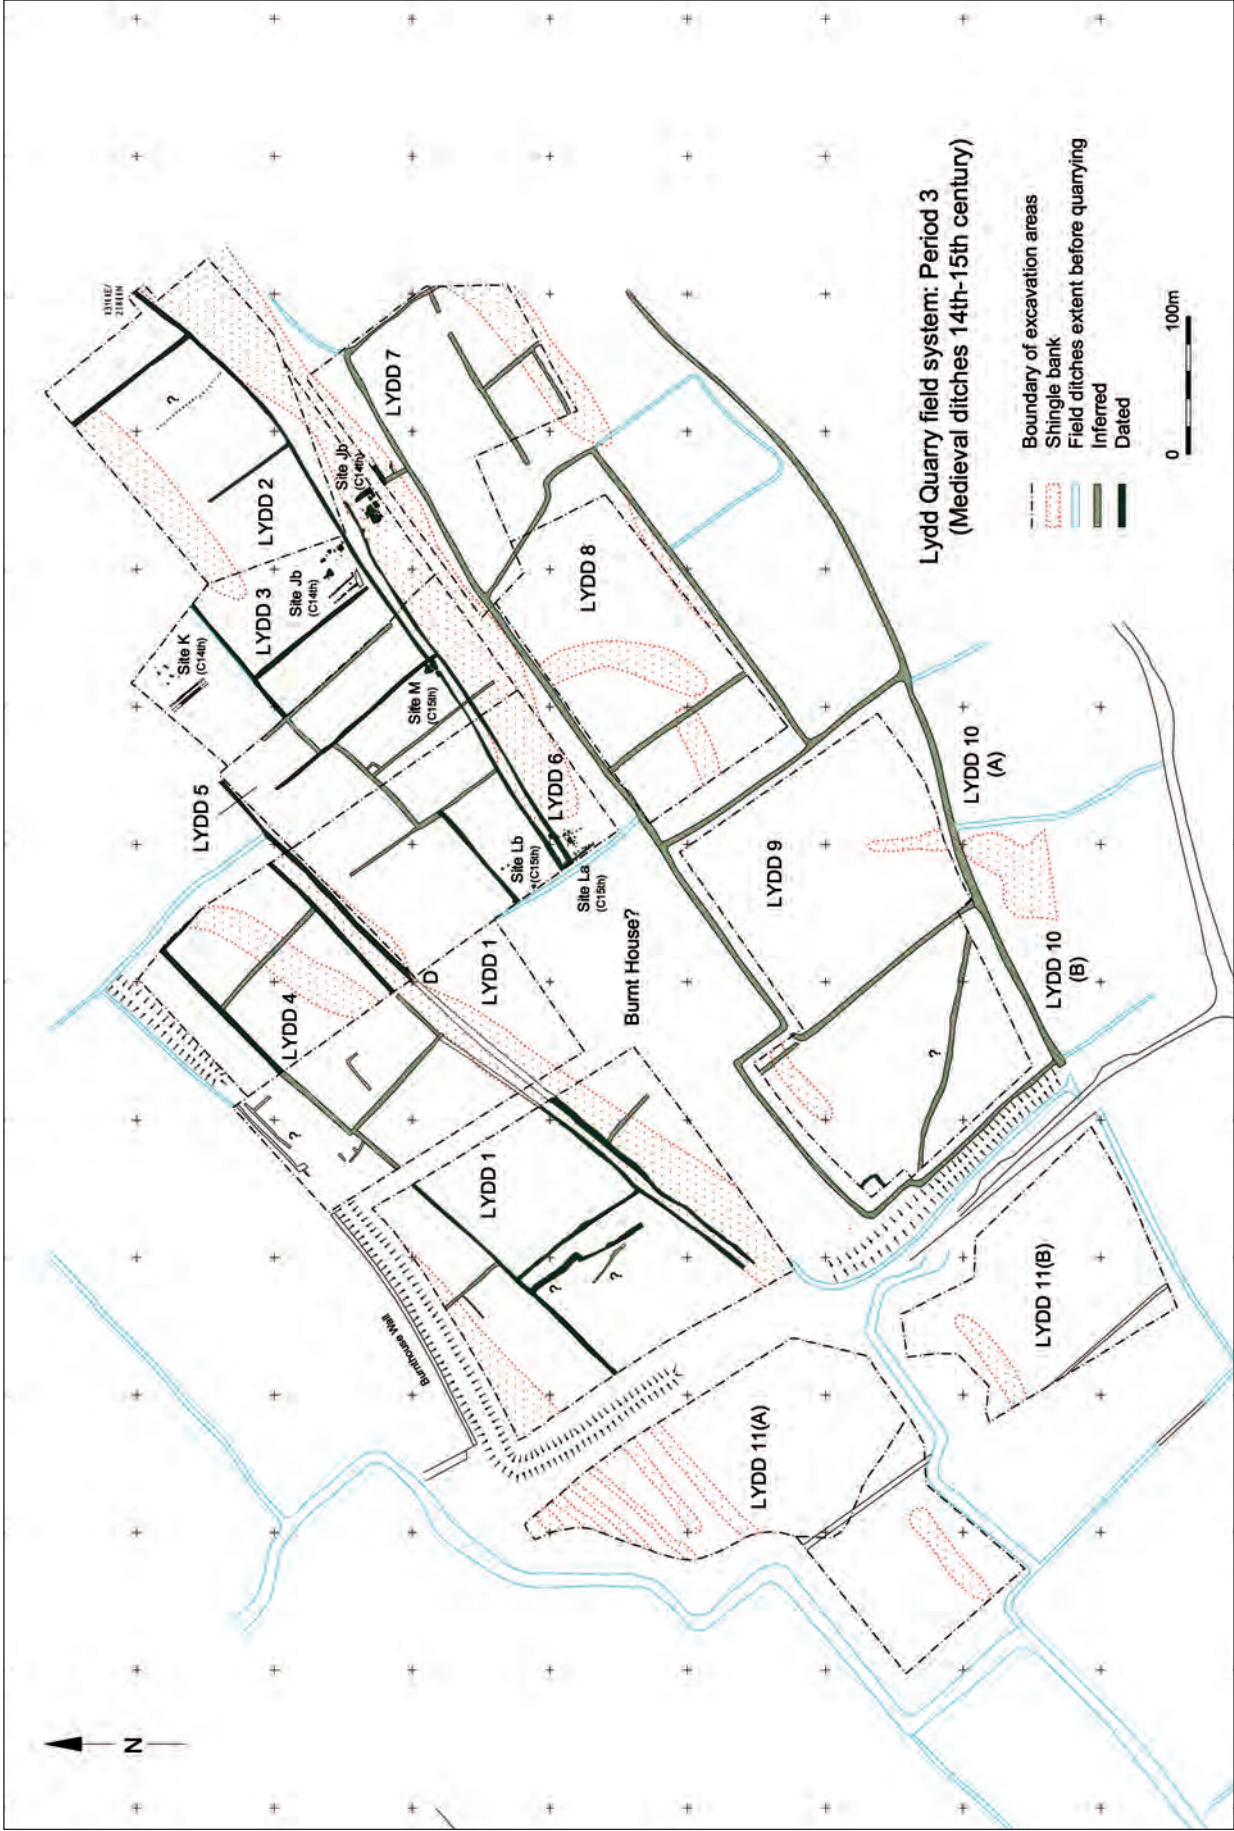 N
Burnthouse Wall
LYDD 1
?
?
LYDD 4
?
D
LYDD 1
LYDD 5
Site K
(C14th)
LYDD 3
Site Jb
(C14th)
LYDD 2
?
Site Jb
(C14th)
Site M
(C15th)
LYDD 6
Site Lb
(C15th)
Site La
(C15th)
Burnt House?
LYDD 7
LYDD 8
LYDD 9
?
LYDD 10
(A)
LYDD 10
(B)
LYDD 11(A)
LYDD 11(B)
Lydd Quarry field system: Period 3
(Medieval ditches 14th-15th century)
Boundary of excavation areas
Shingle bank
Field ditches extent before quarrying
Inferred
Dated
0 100m